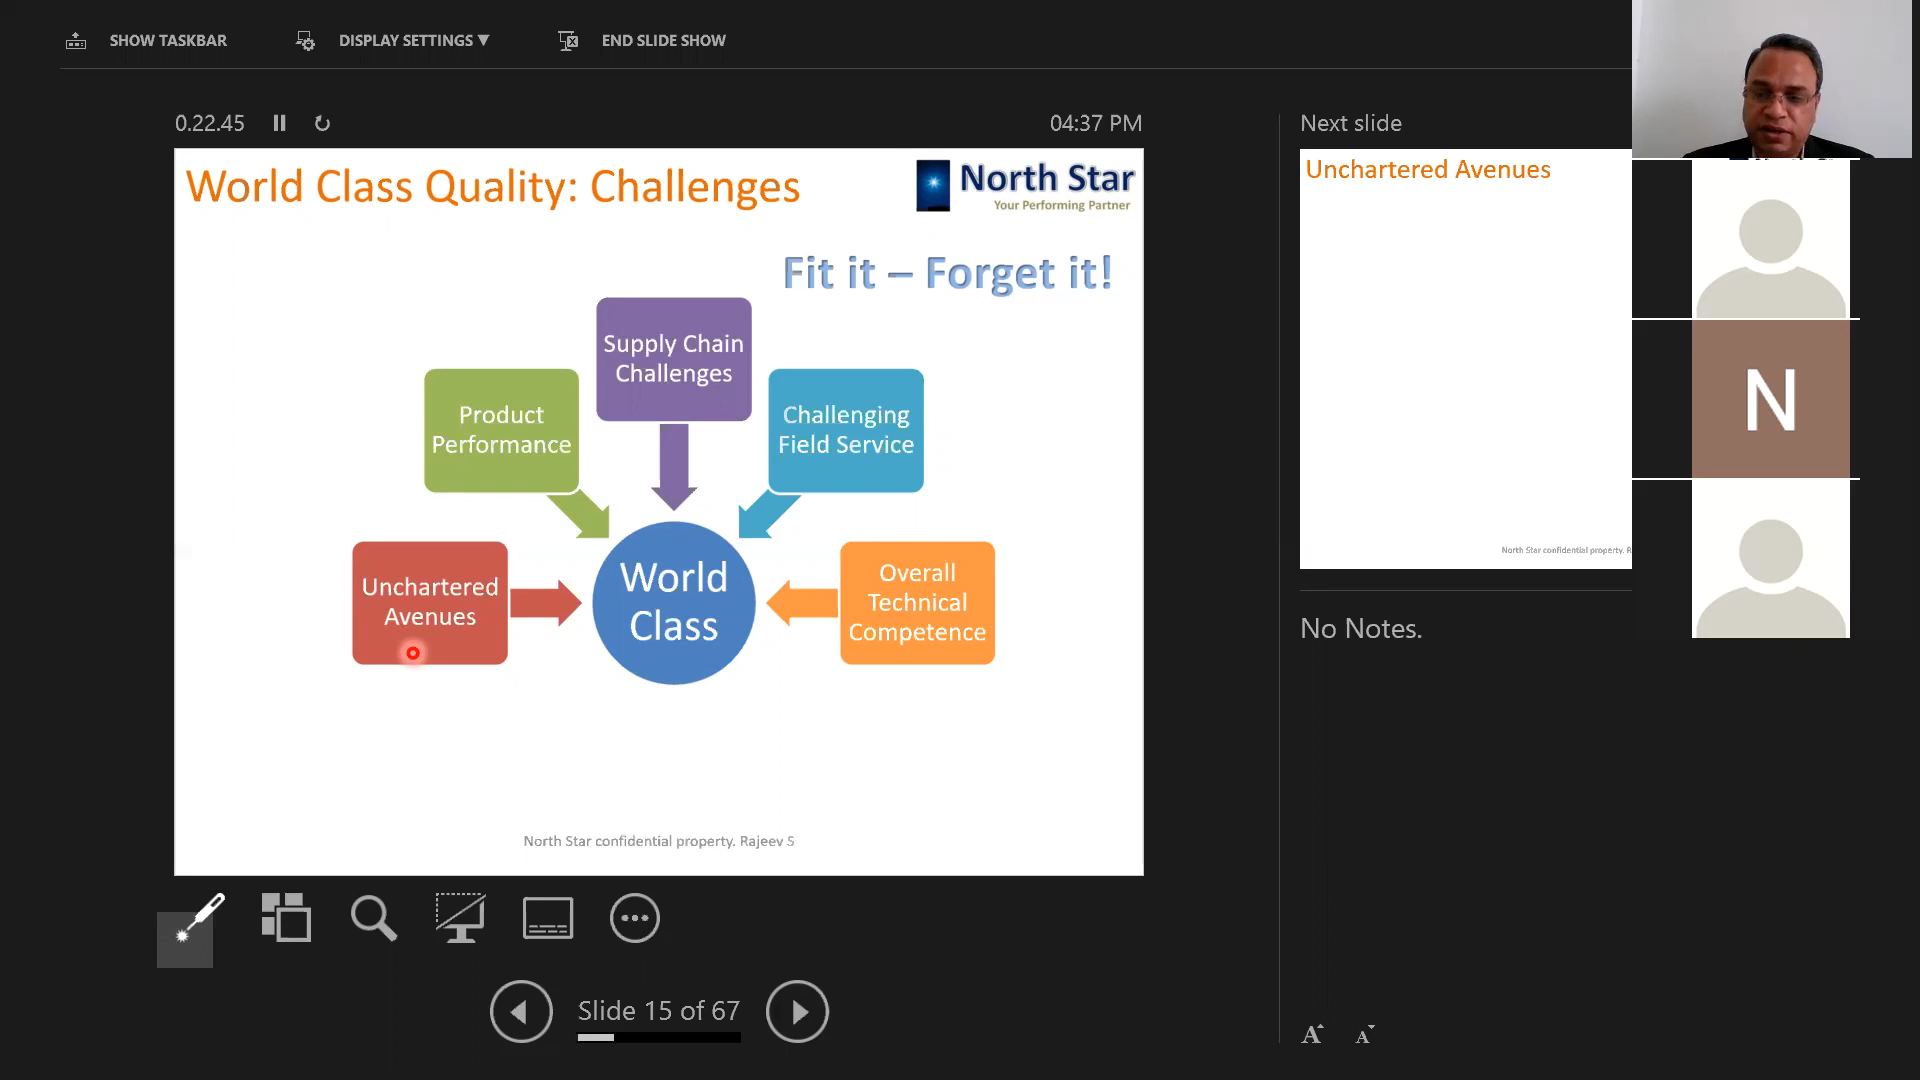 SHOW TASKBAR
DISPLAY SETTINGS ▼
END SLIDE SHOW
0.22.45
04:37 PM
World Class Quality: Challenges
North Star
Your Performing Partner
Fit it – Forget it!
Supply Chain
Challenges
Product
Performance
Challenging
Field Service
Unchartered
Avenues
World
Class
Overall
Technical
Competence
North Star confidential property. Rajeev S
Slide 15 of 67
Next slide
Unchartered Avenues
North Star confidential property. R
No Notes.
A
A
N